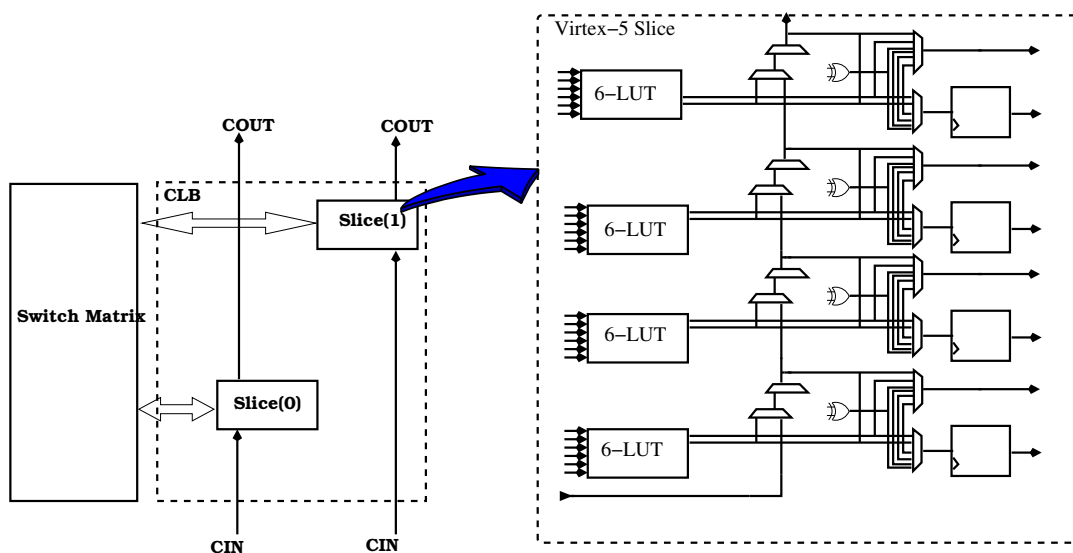 Virtex−5 Slice
6−LUT
COUT
COUT
CLB
Slice(1)
6−LUT
Switch Matrix
6−LUT
Slice(0)
6−LUT
CIN
CIN